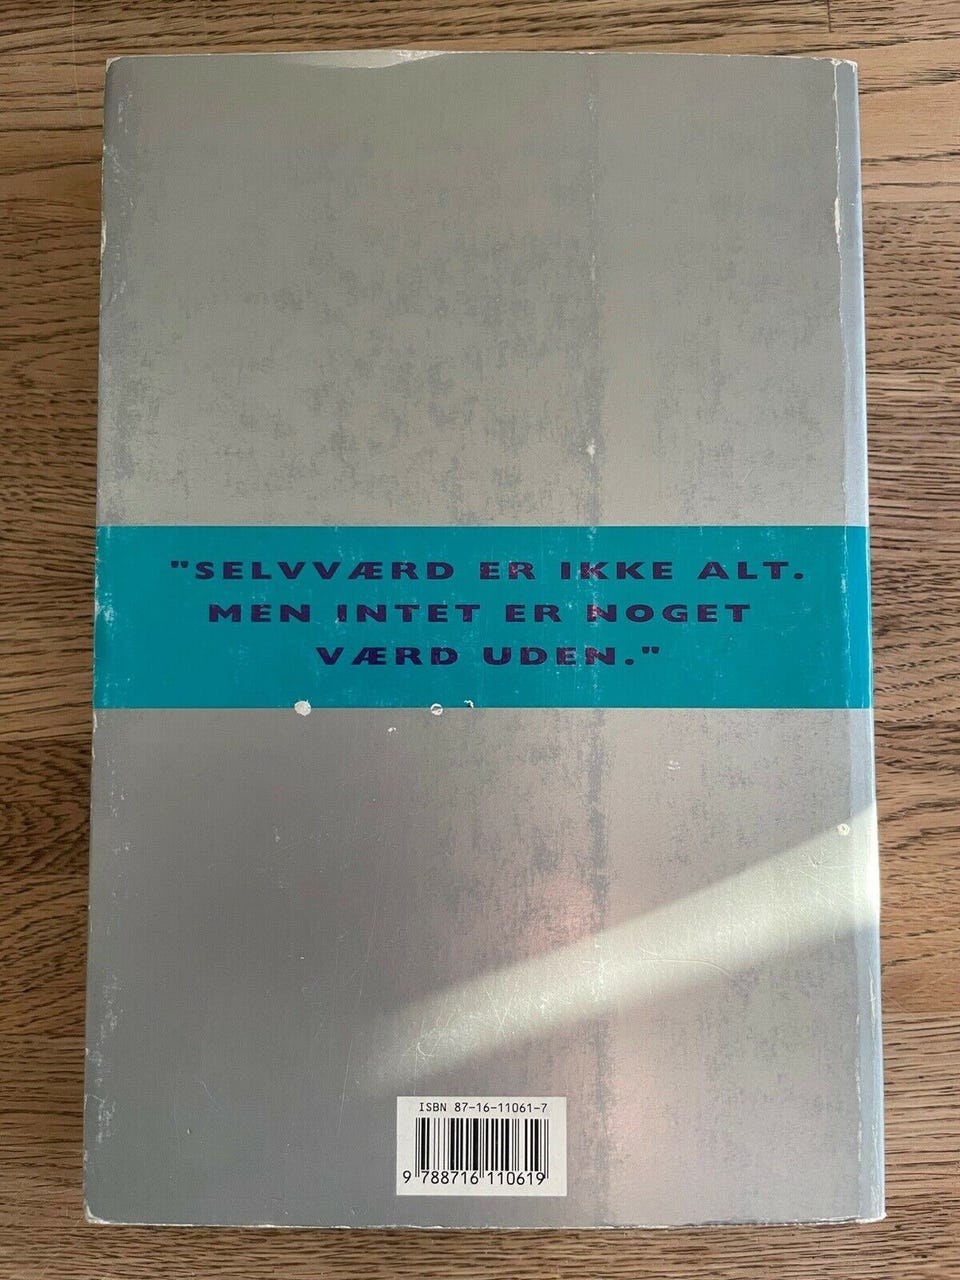 "SELVVÆRD ER IKKE ALT.
MEN INTET ER NOGET
VÆRD UDEN."
ISBN 87-16-11061-7
9 788716 110619